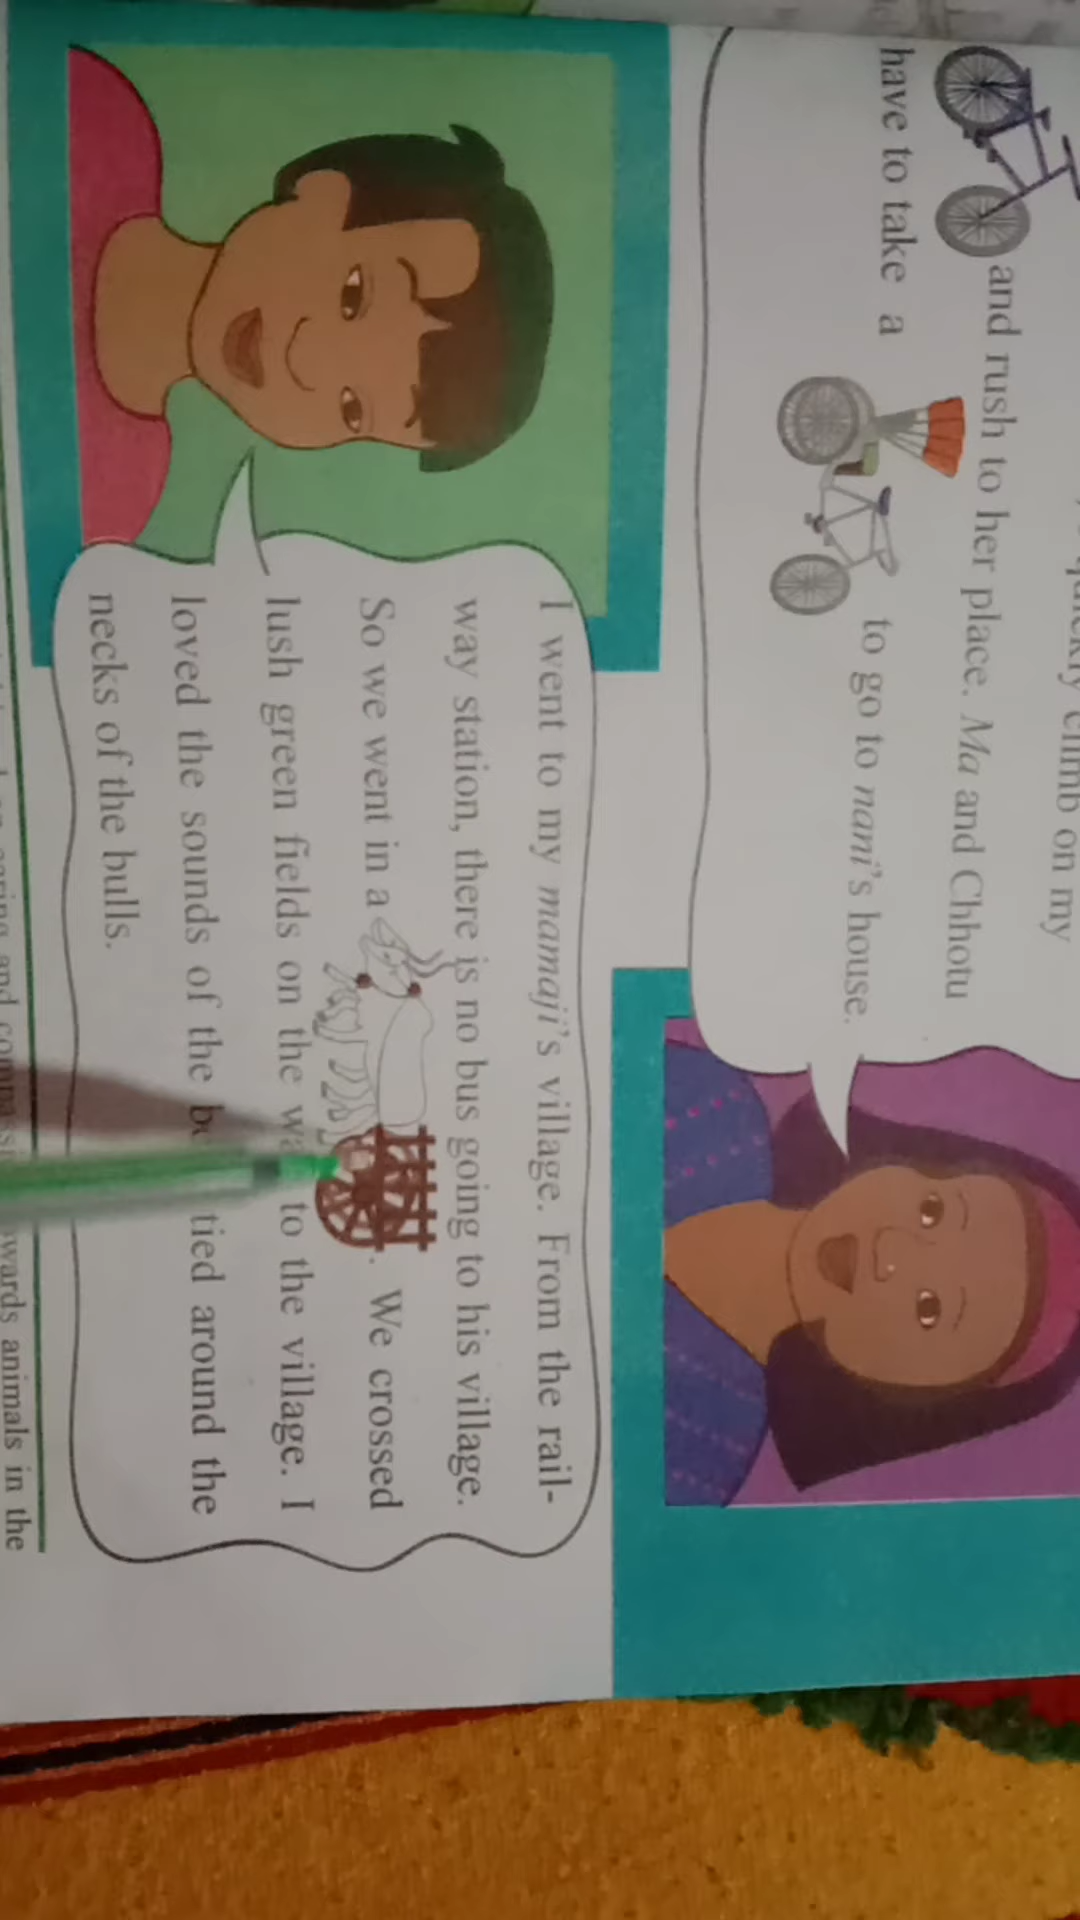 climb on my
and rush to her place. Ma and Chhotu
have to take a to go to nani's house.
I went to my mamaji's village. From the rail-
way station, there is no bus going to his village.
So we went in a . We crossed
lush green fields on the to the village. I
loved the sounds of the tied around the
necks of the bulls.
animals in the